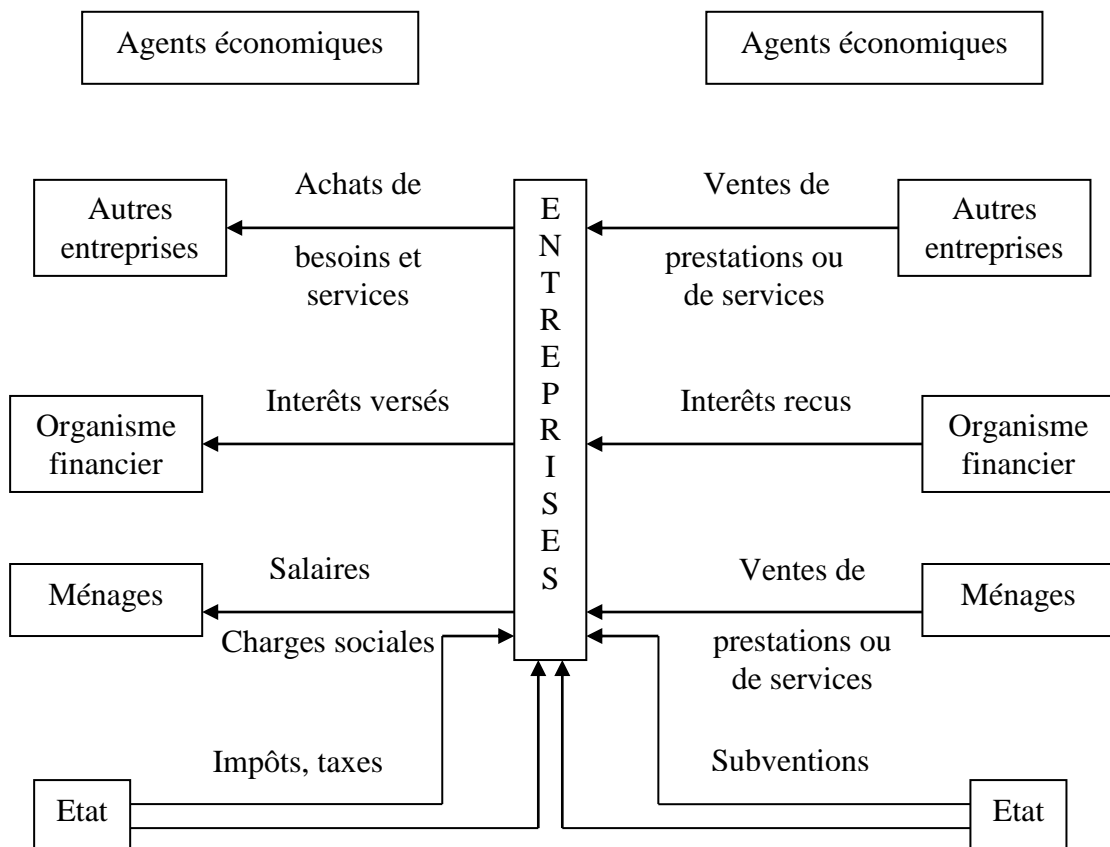 Agents économiques
Agents économiques
Autres
entreprises
Achats de
besoins et
services
E
N
T
R
E
P
R
I
S
E
S
Ventes de
prestations ou
de services
Autres
entreprises
Organisme
financier
Interêts versés
Interêts recus
Organisme
financier
Ménages
Salaires
Charges sociales
Ventes de
prestations ou
de services
Ménages
Etat
Impôts, taxes
Subventions
Etat